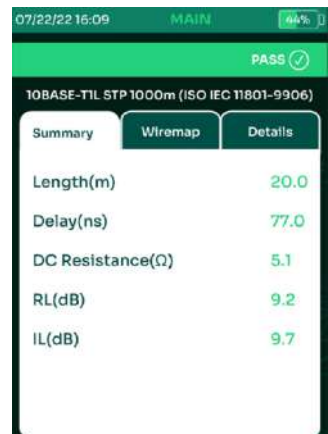 07/22/22 16:09 MAIN 44%
PASS
10BASE-T1L STP 1000m (ISO IEC 11801-9906)
Summary Wiremap Details
Length(m) 20.0
Delay(ns) 77.0
DC Resistance(Ω) 5.1
RL(dB) 9.2
IL(dB) 9.7